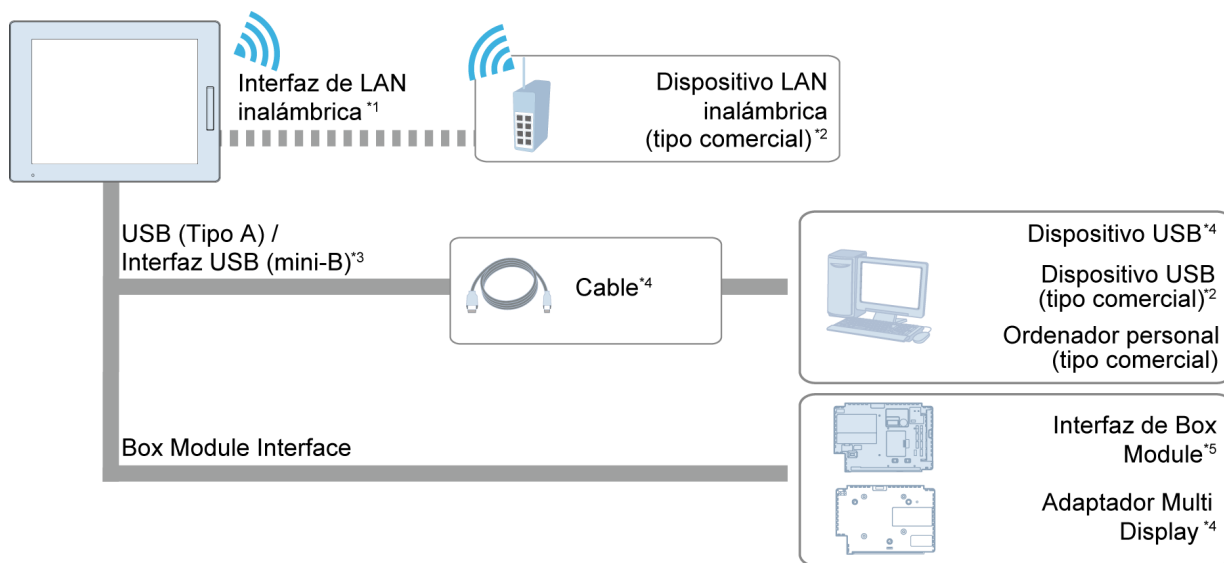 Interfaz de LAN
inalámbrica *1
Dispositivo LAN
inalámbrica
(tipo comercial)*2
USB (Tipo A) /
Interfaz USB (mini-B)*3
Cable*4
Dispositivo USB*4
Dispositivo USB
(tipo comercial)*2
Ordenador personal
(tipo comercial)
Box Module Interface
Interfaz de Box
Module*5
Adaptador Multi
Display *4